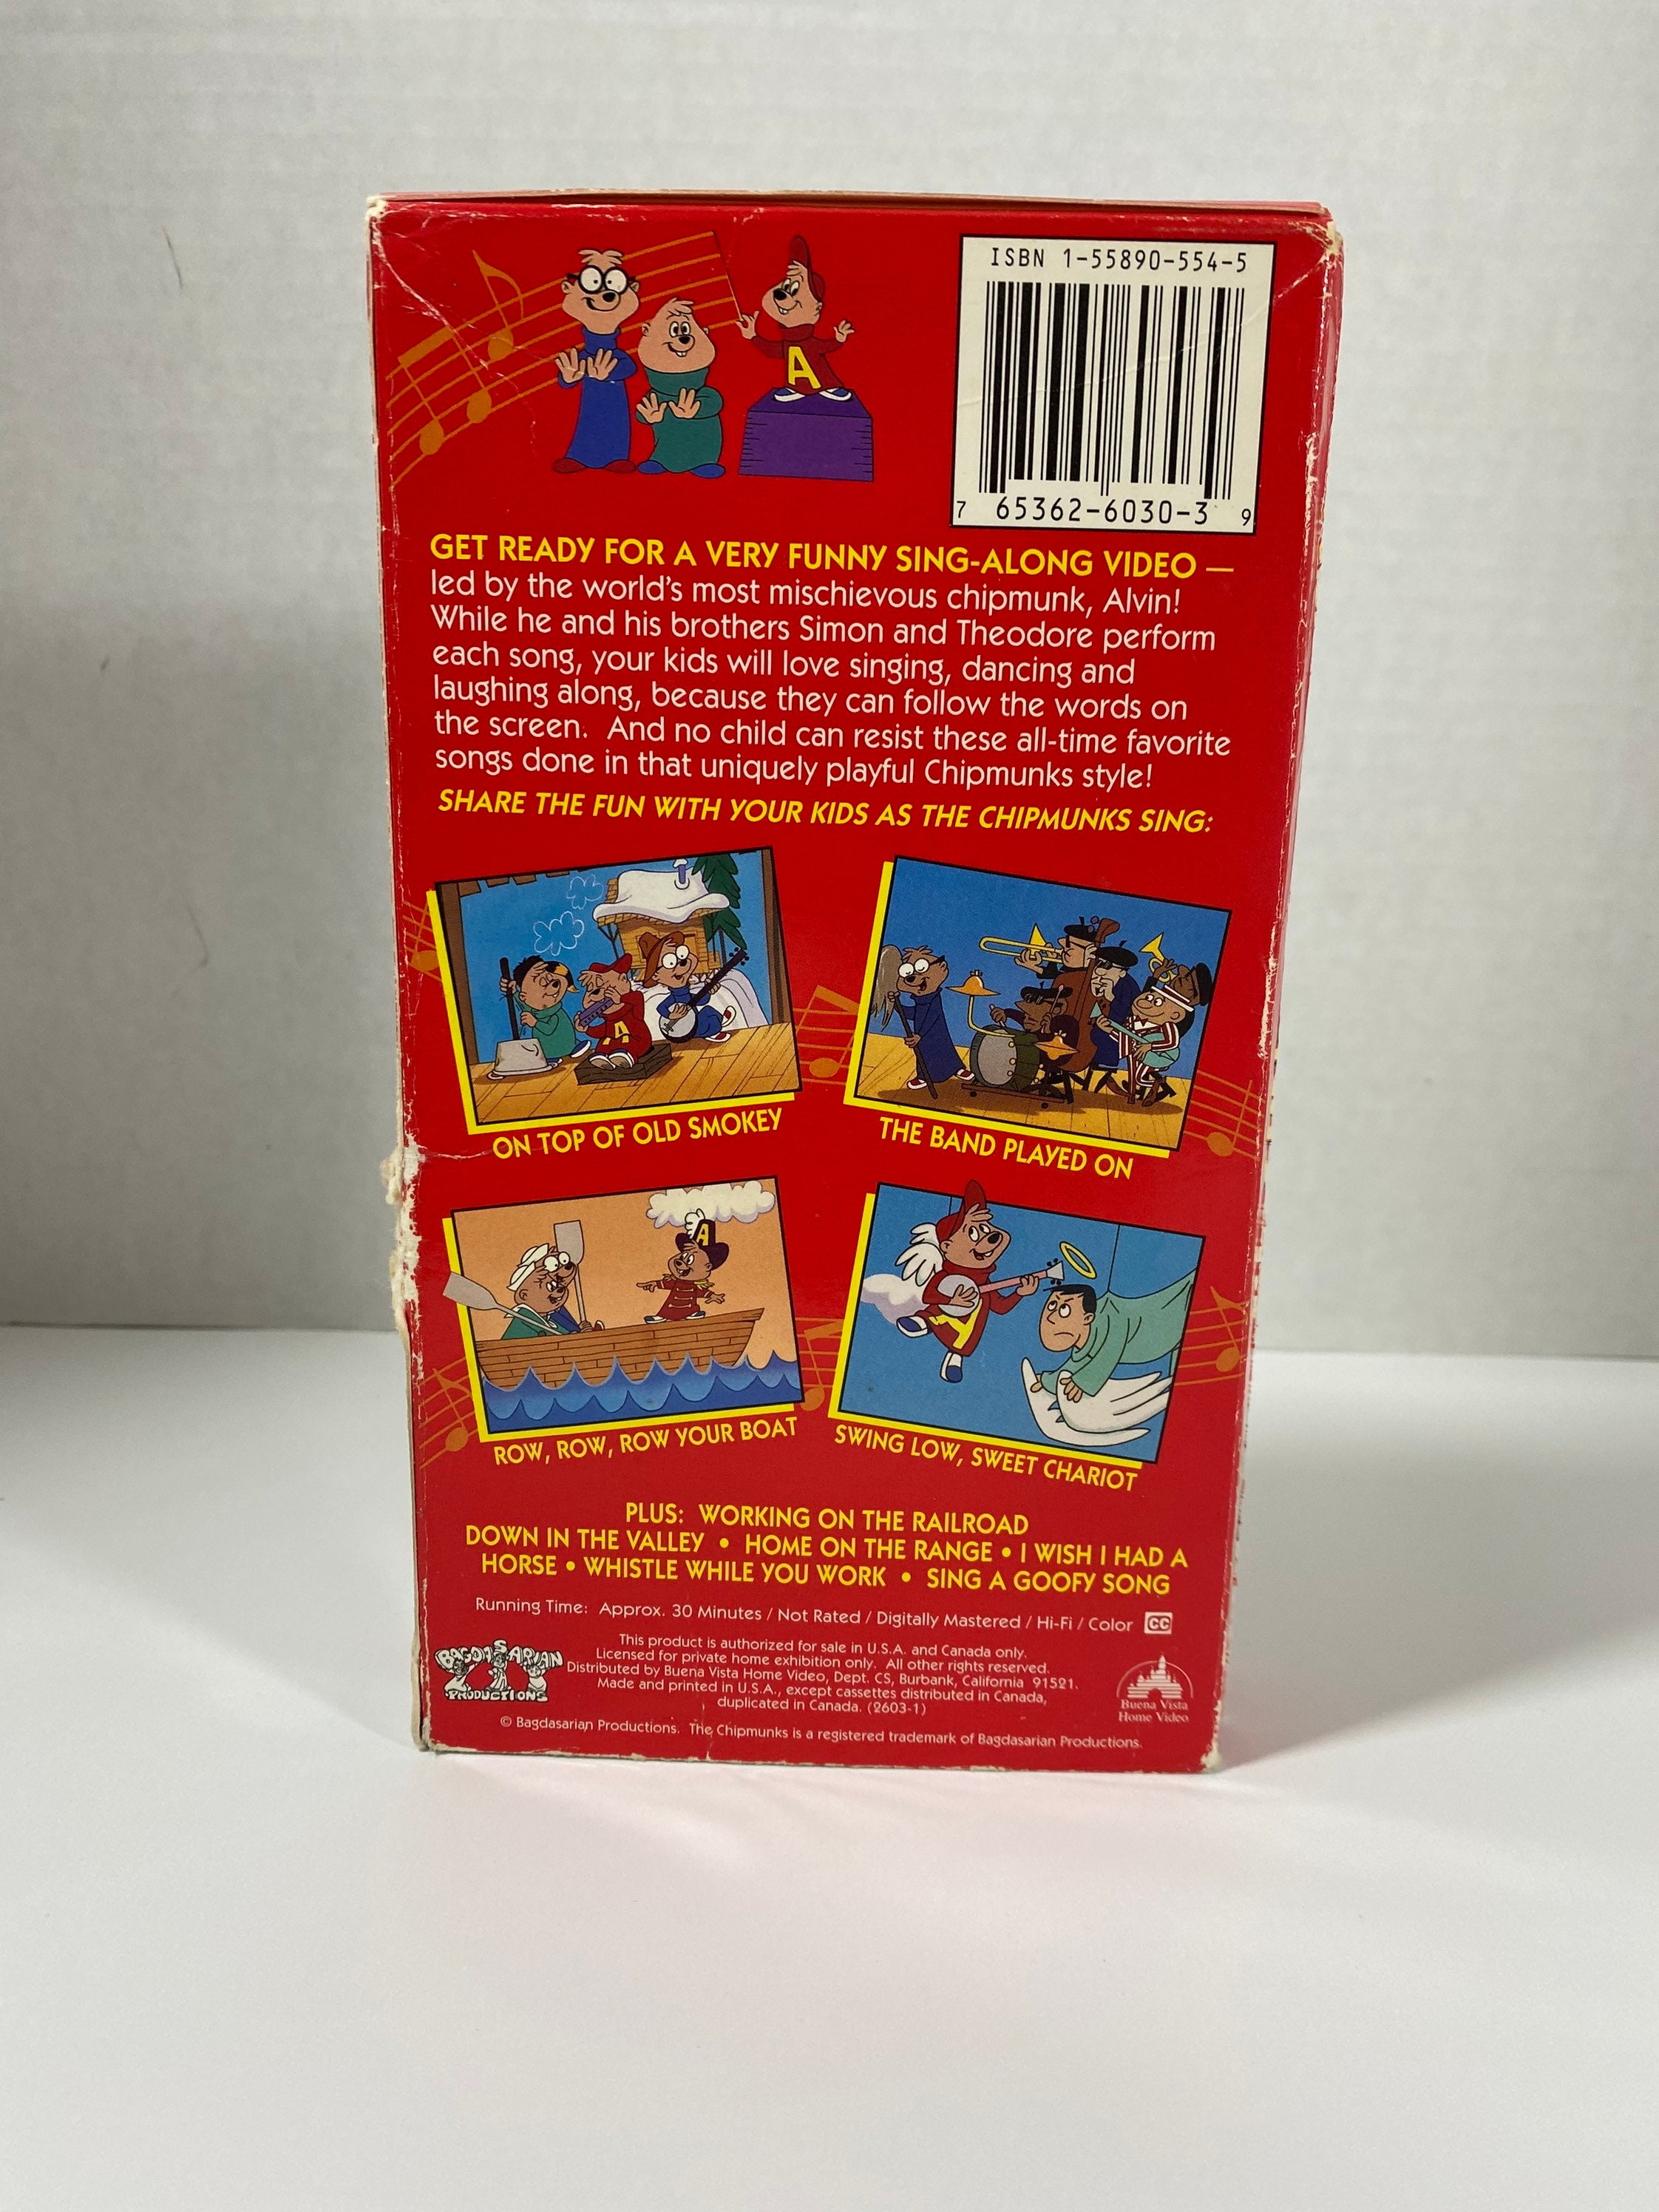 ISBN 1-55890-554-5
7 65362-6030-3 9
A
GET READY FOR A VERY FUNNY SING-ALONG VIDEO —
led by the world's most mischievous chipmunk, Alvin!
While he and his brothers Simon and Theodore perform
each song, your kids will love singing, dancing and
laughing along, because they can follow the words on
the screen. And no child can resist these all-time favorite
songs done in that uniquely playful Chipmunks style!
SHARE THE FUN WITH YOUR KIDS AS THE CHIPMUNKS SING:
A
ON TOP OF OLD SMOKEY
THE BAND PLAYED ON
A
A
ROW, ROW, ROW YOUR BOAT
SWING LOW, SWEET CHARIOT
PLUS: WORKING ON THE RAILROAD
DOWN IN THE VALLEY • HOME ON THE RANGE • I WISH I HAD A
HORSE • WHISTLE WHILE YOU WORK • SING A GOOFY SONG
Running Time: Approx. 30 Minutes / Not Rated / Digitally Mastered / Hi-Fi / Color CC
BAGDASARIAN
PRODUCTIONS
This product is authorized for sale in U.S.A. and Canada only.
Licensed for private home exhibition only. All other rights reserved.
Distributed by Buena Vista Home Video, Dept. CS, Burbank, California 91521.
Made and printed in U.S.A., except cassettes distributed in Canada,
duplicated in Canada. (2603-1)
Buena Vista
Home Video
© Bagdasarian Productions. The Chipmunks is a registered trademark of Bagdasarian Productions.